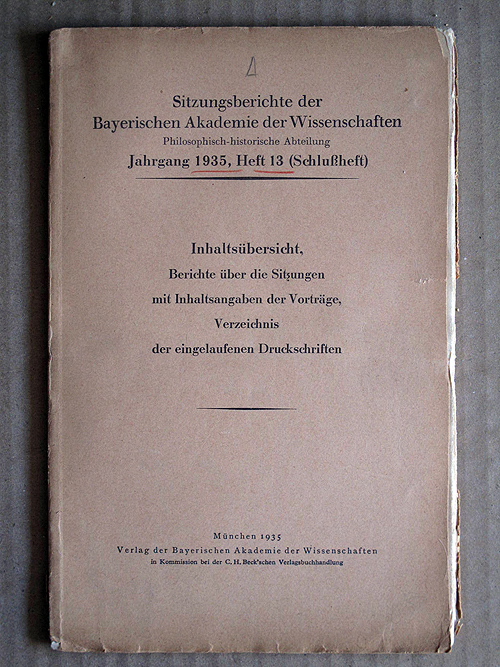 Sitzungsberichte der
Bayerischen Akademie der Wissenschaften
Philosophisch-historische Abteilung
Jahrgang 1935, Heft 13 (Schlußheft)
Inhaltsübersicht,
Berichte über die Sitzungen
mit Inhaltsangaben der Vorträge,
Verzeichnis
der eingelaufenen Druckschriften
München 1935
Verlag der Bayerischen Akademie der Wissenschaften
in Kommission bei der C. H. Beck'schen Verlagsbuchhandlung